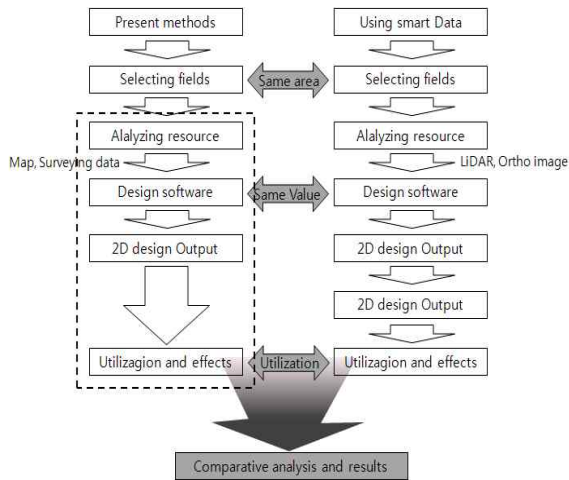 Present methods
Using smart Data
Selecting fields
Same area
Selecting fields
Alalyzing resource
Alalyzing resource
Map, Surveying data
LiDAR, Ortho image
Design software
Same Value
Design software
2D design Output
2D design Output
2D design Output
Utilizagion and effects
Utilization
Utilizagion and effects
Comparative analysis and results